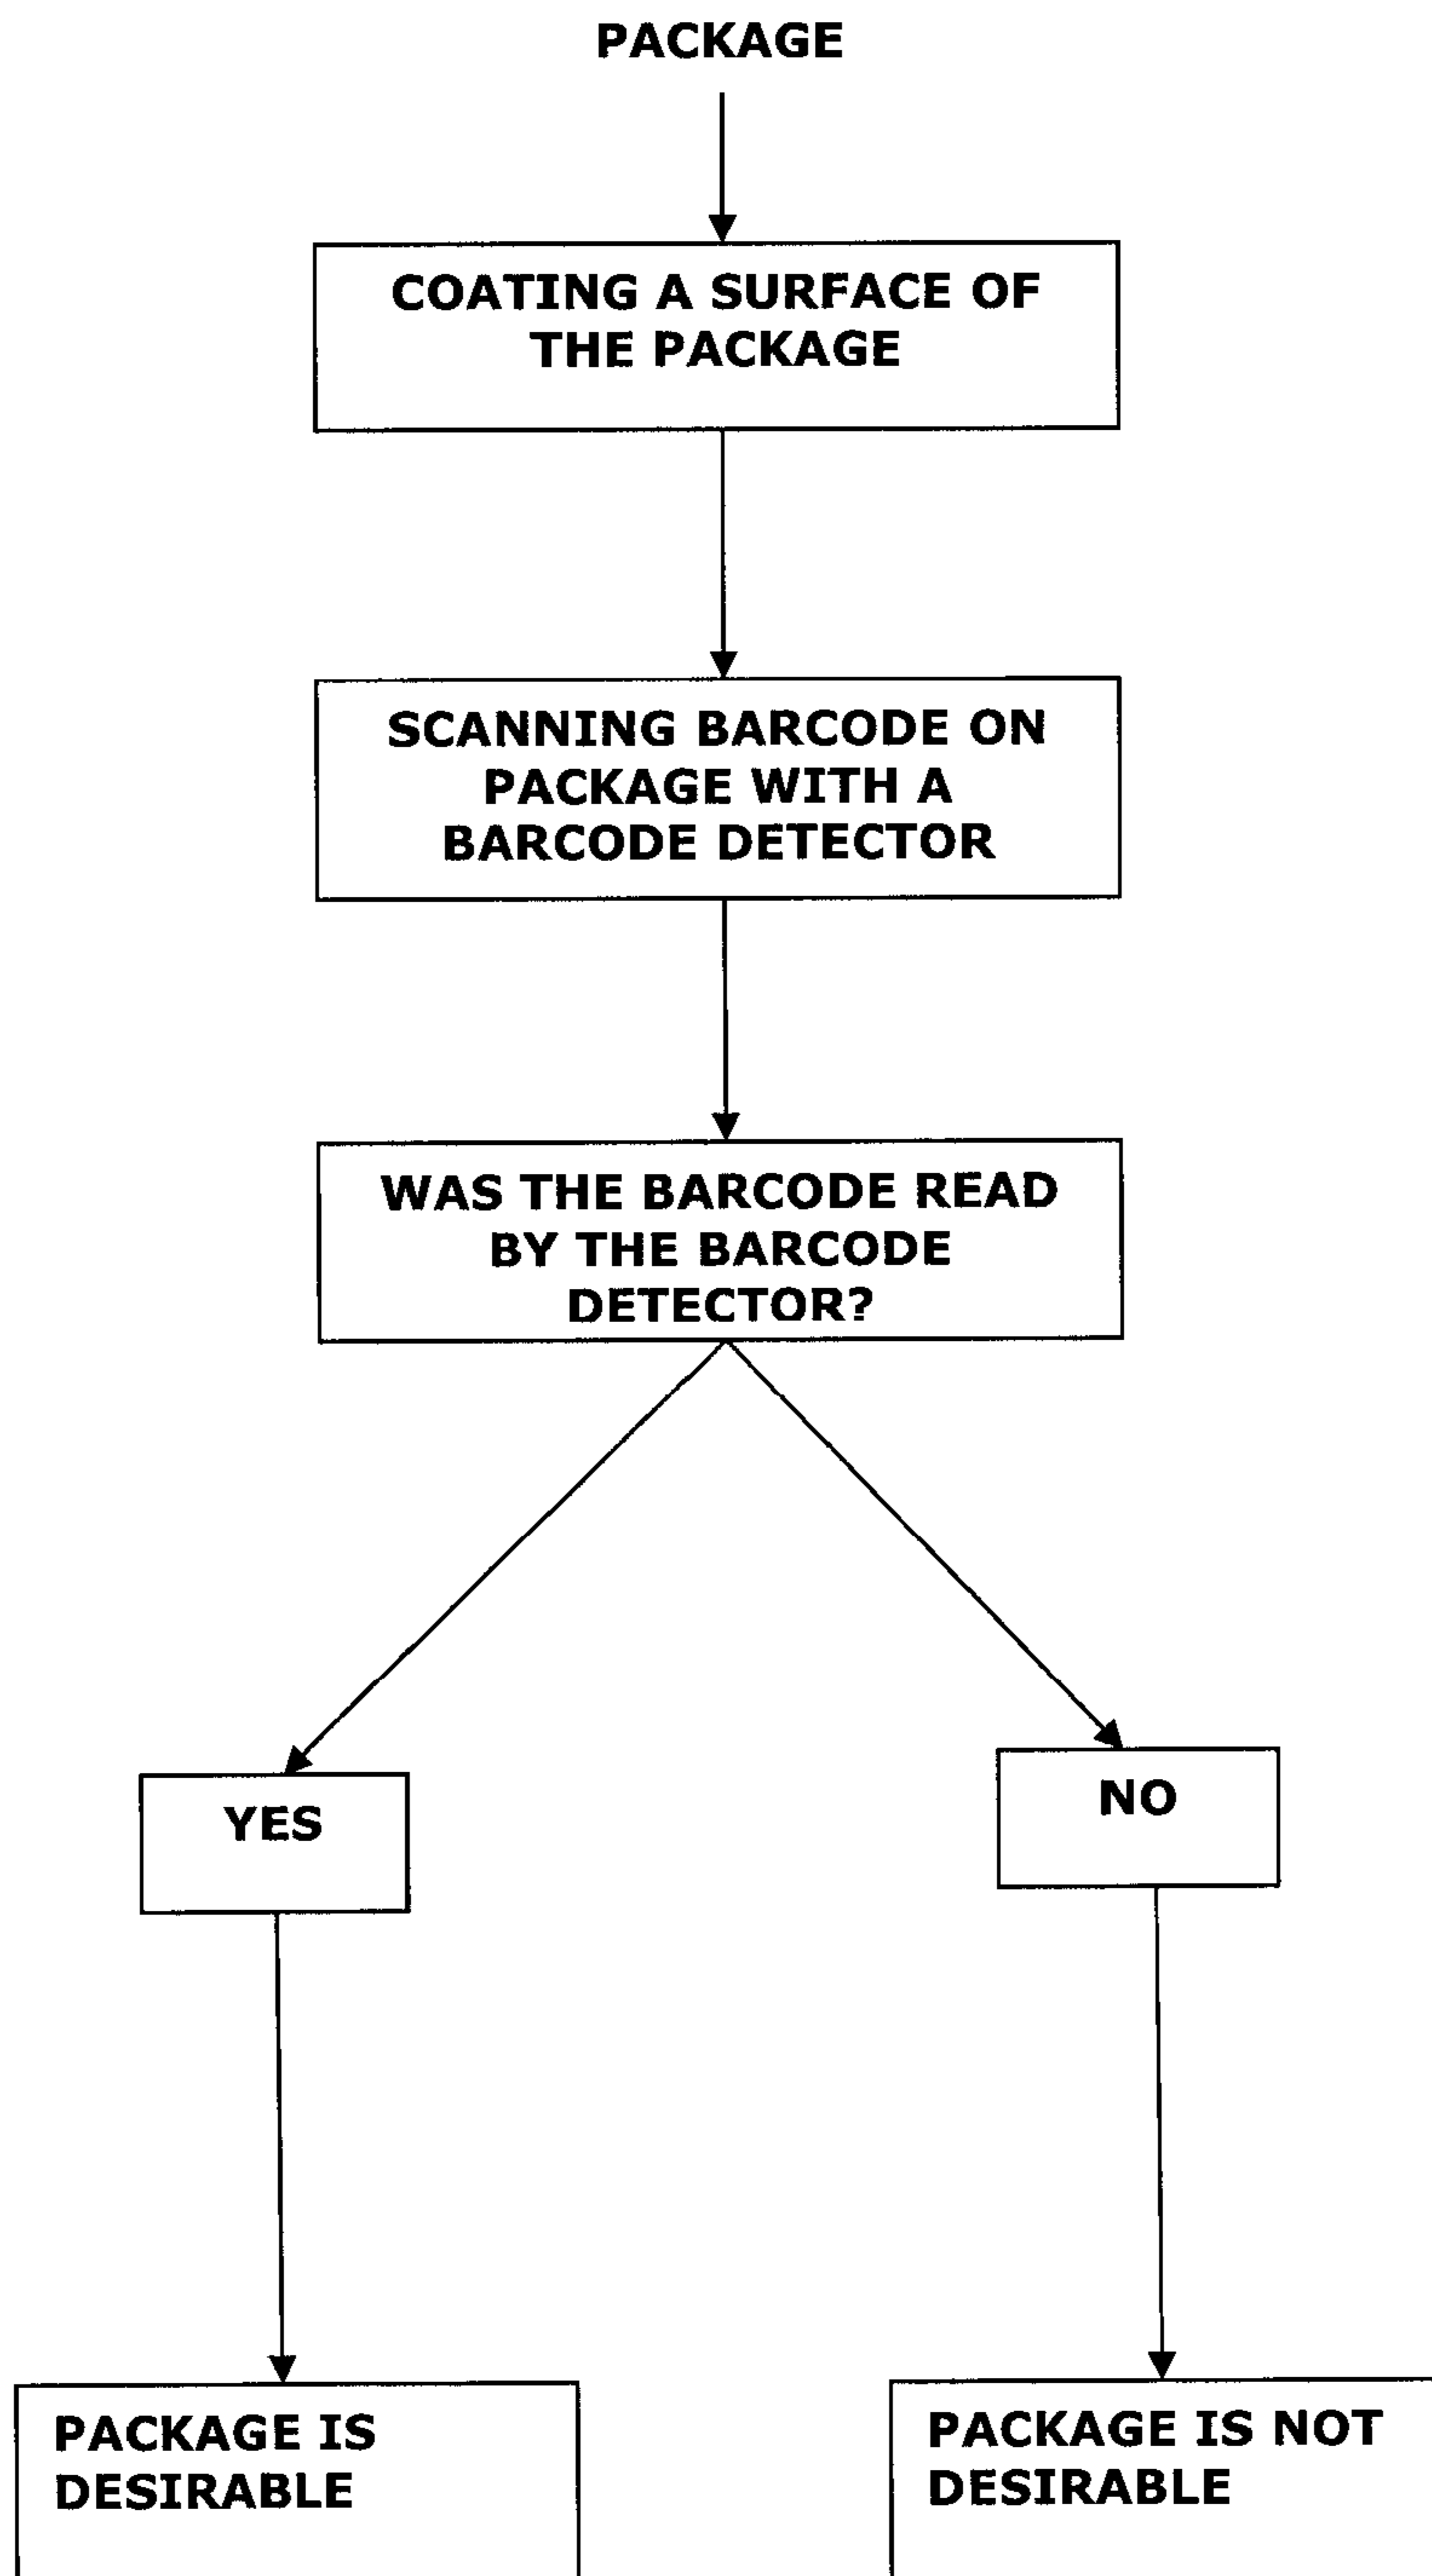 PACKAGE
COATING A SURFACE OF
THE PACKAGE
SCANNING BARCODE ON
PACKAGE WITH A
BARCODE DETECTOR
WAS THE BARCODE READ
BY THE BARCODE
DETECTOR?
YES
NO
PACKAGE IS
DESIRABLE
PACKAGE IS NOT
DESIRABLE